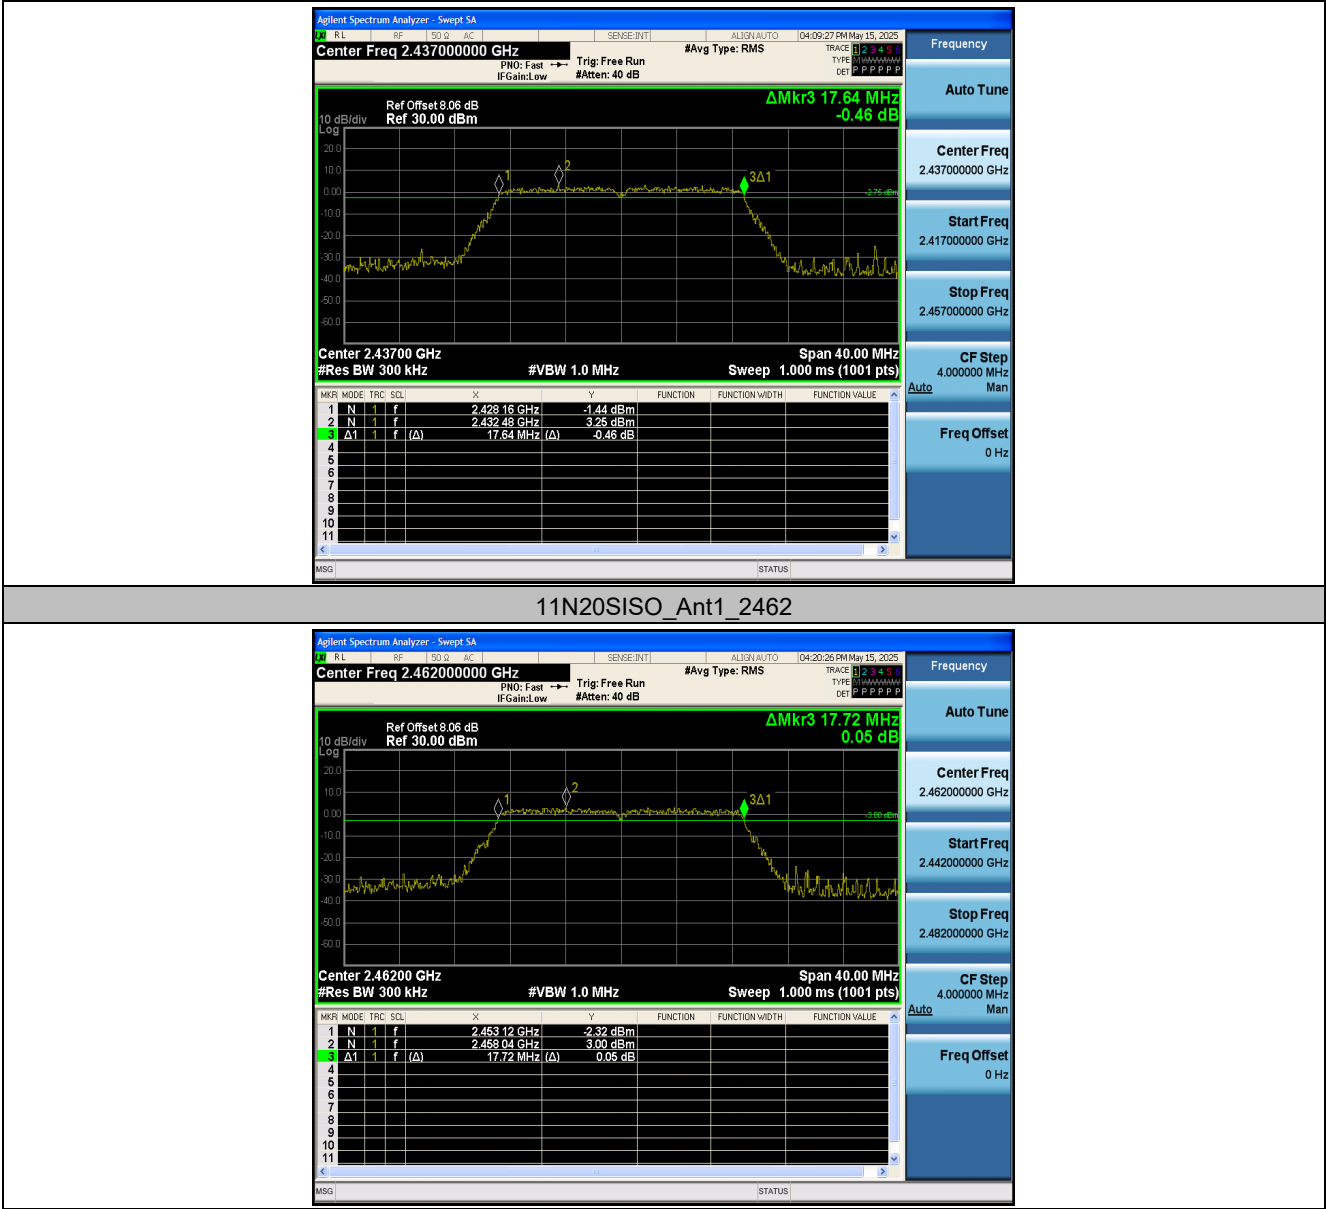 Agilent Spectrum Analyzer - Swept SA
RL RF 50 Ω AC SENSE:INT ALIGN AUTO 04:09:27 PM May 15, 2025
Center Freq 2.437000000 GHz #Avg Type: RMS TRACE 1 2 3 4 5 6
PNO: Fast Trig: Free Run TYPE
IFGain:Low #Atten: 40 dB DET P P P P P P
Frequency
Auto Tune
Center Freq
2.437000000 GHz
Start Freq
2.417000000 GHz
Stop Freq
2.457000000 GHz
CF Step
4.000000 MHz
Auto Man
Freq Offset
0 Hz
ΔMkr3 17.64 MHz
-0.46 dB
Ref Offset 8.06 dB
10 dB/div Ref 30.00 dBm
Log
20.0
10.0
0.00
-10.0
-20.0
-30.0
-40.0
-50.0
-60.0
1
2
3Δ1
-2.75 dBm
Center 2.43700 GHz Span 40.00 MHz
#Res BW 300 kHz #VBW 1.0 MHz Sweep 1.000 ms (1001 pts)
MKR MODE TRC SCL X Y FUNCTION FUNCTION WIDTH FUNCTION VALUE
1 N 1 f 2.428 16 GHz -1.44 dBm
2 N 1 f 2.432 48 GHz 3.25 dBm
3 Δ1 1 f (Δ) 17.64 MHz (Δ) -0.46 dB
4
5
6
7
8
9
10
11
MSG STATUS
11N20SISO_Ant1_2462
Agilent Spectrum Analyzer - Swept SA
RL RF 50 Ω AC SENSE:INT ALIGN AUTO 04:20:26 PM May 15, 2025
Center Freq 2.462000000 GHz #Avg Type: RMS TRACE 1 2 3 4 5 6
PNO: Fast Trig: Free Run TYPE
IFGain:Low #Atten: 40 dB DET P P P P P P
Frequency
Auto Tune
Center Freq
2.462000000 GHz
Start Freq
2.442000000 GHz
Stop Freq
2.482000000 GHz
CF Step
4.000000 MHz
Auto Man
Freq Offset
0 Hz
ΔMkr3 17.72 MHz
0.05 dB
Ref Offset 8.06 dB
10 dB/div Ref 30.00 dBm
Log
20.0
10.0
0.00
-10.0
-20.0
-30.0
-40.0
-50.0
-60.0
1
2
3Δ1
-3.00 dBm
Center 2.46200 GHz Span 40.00 MHz
#Res BW 300 kHz #VBW 1.0 MHz Sweep 1.000 ms (1001 pts)
MKR MODE TRC SCL X Y FUNCTION FUNCTION WIDTH FUNCTION VALUE
1 N 1 f 2.453 12 GHz -2.32 dBm
2 N 1 f 2.458 04 GHz 3.00 dBm
3 Δ1 1 f (Δ) 17.72 MHz (Δ) 0.05 dB
4
5
6
7
8
9
10
11
MSG STATUS